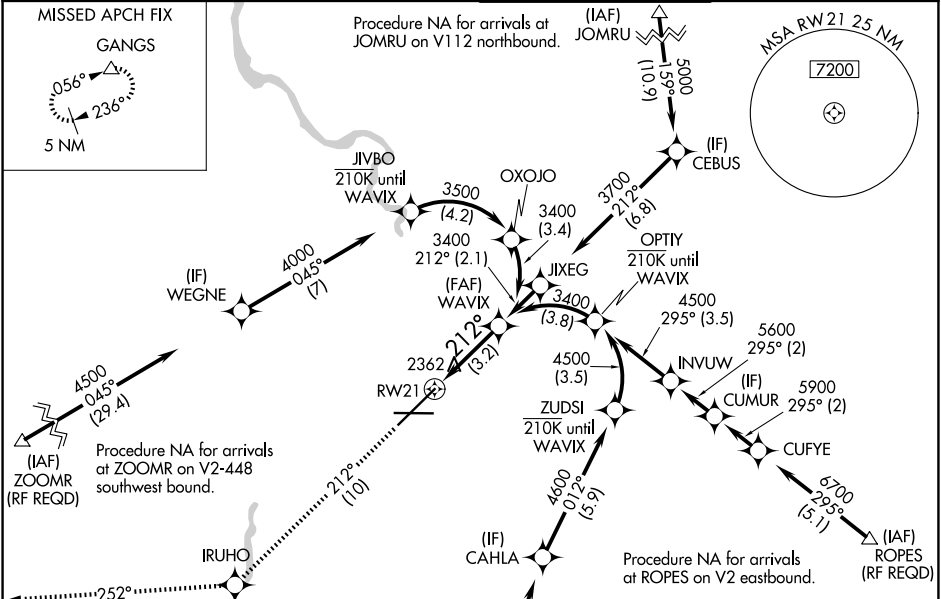 MISSED APCH FIX
GANGS
056°
236°
5 NM
Procedure NA for arrivals at
JOMRU on V112 northbound.
(IAF)
JOMRU
5000
159°
(10.9)
MSA RW 21 25 NM
7200
(IF)
CEBUS
3700
212°
(6.8)
JIVBO
210K until
WAVIX
3500
(4.2)
OXOJO
3400
(3.4)
3400
212° (2.1)
OPTIY
210K until
WAVIX
JIXEG
(FAF)
WAVIX
3400
(3.8)
(IF)
WEGNE
4000
045°
(7)
4500
295° (3.5)
5600
295° (2)
INVUW
(IF)
CUMUR
5900
295° (2)
CUFYE
212°
(3.2)
2362
RW21
4500
(3.5)
ZUDSI
210K until
WAVIX
4500
045°
(29.4)
(IAF)
ZOOMR
(RF REQD)
Procedure NA for arrivals
at ZOOMR on V2-448
southwest bound.
212°
(10)
4600
012°
(5.9)
6700
295°
(5.1)
(IAF)
ROPES
(RF REQD)
IRUHO
252°
(IF)
CAHLA
Procedure NA for arrivals
at ROPES on V2 eastbound.